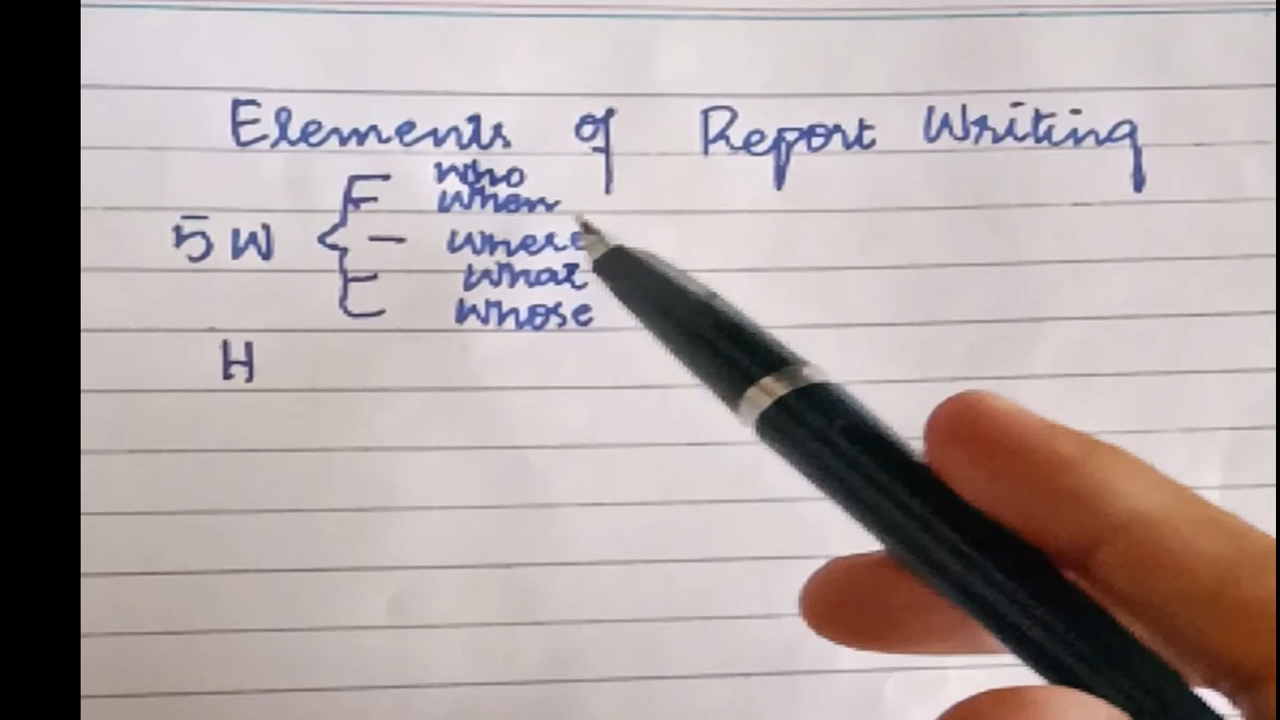 Elements of Report Writing
who
when
5 W
where
what
whose
H